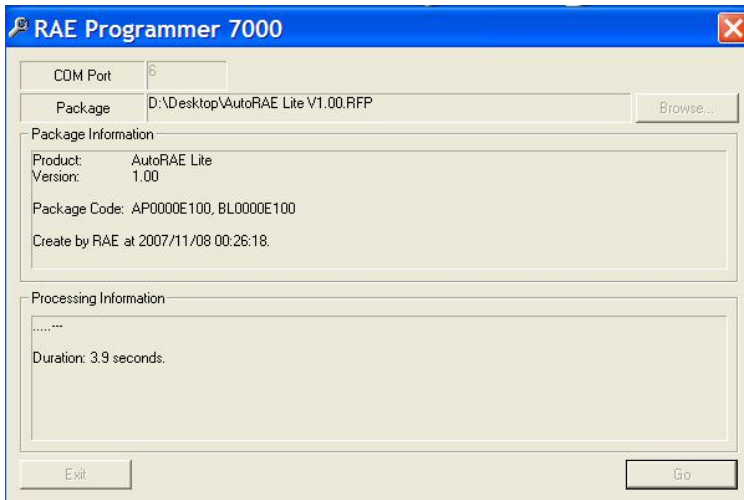 RAE Programmer 7000
COM Port 6
Package D:\Desktop\AutoRAE Lite V1.00.RFP Browse...
Package Information
Product: AutoRAE Lite
Version: 1.00
Package Code: AP0000E100, BL0000E100
Create by RAE at 2007/11/08 00:26:18.
Processing Information
.....---
Duration: 3.9 seconds.
Exit Go